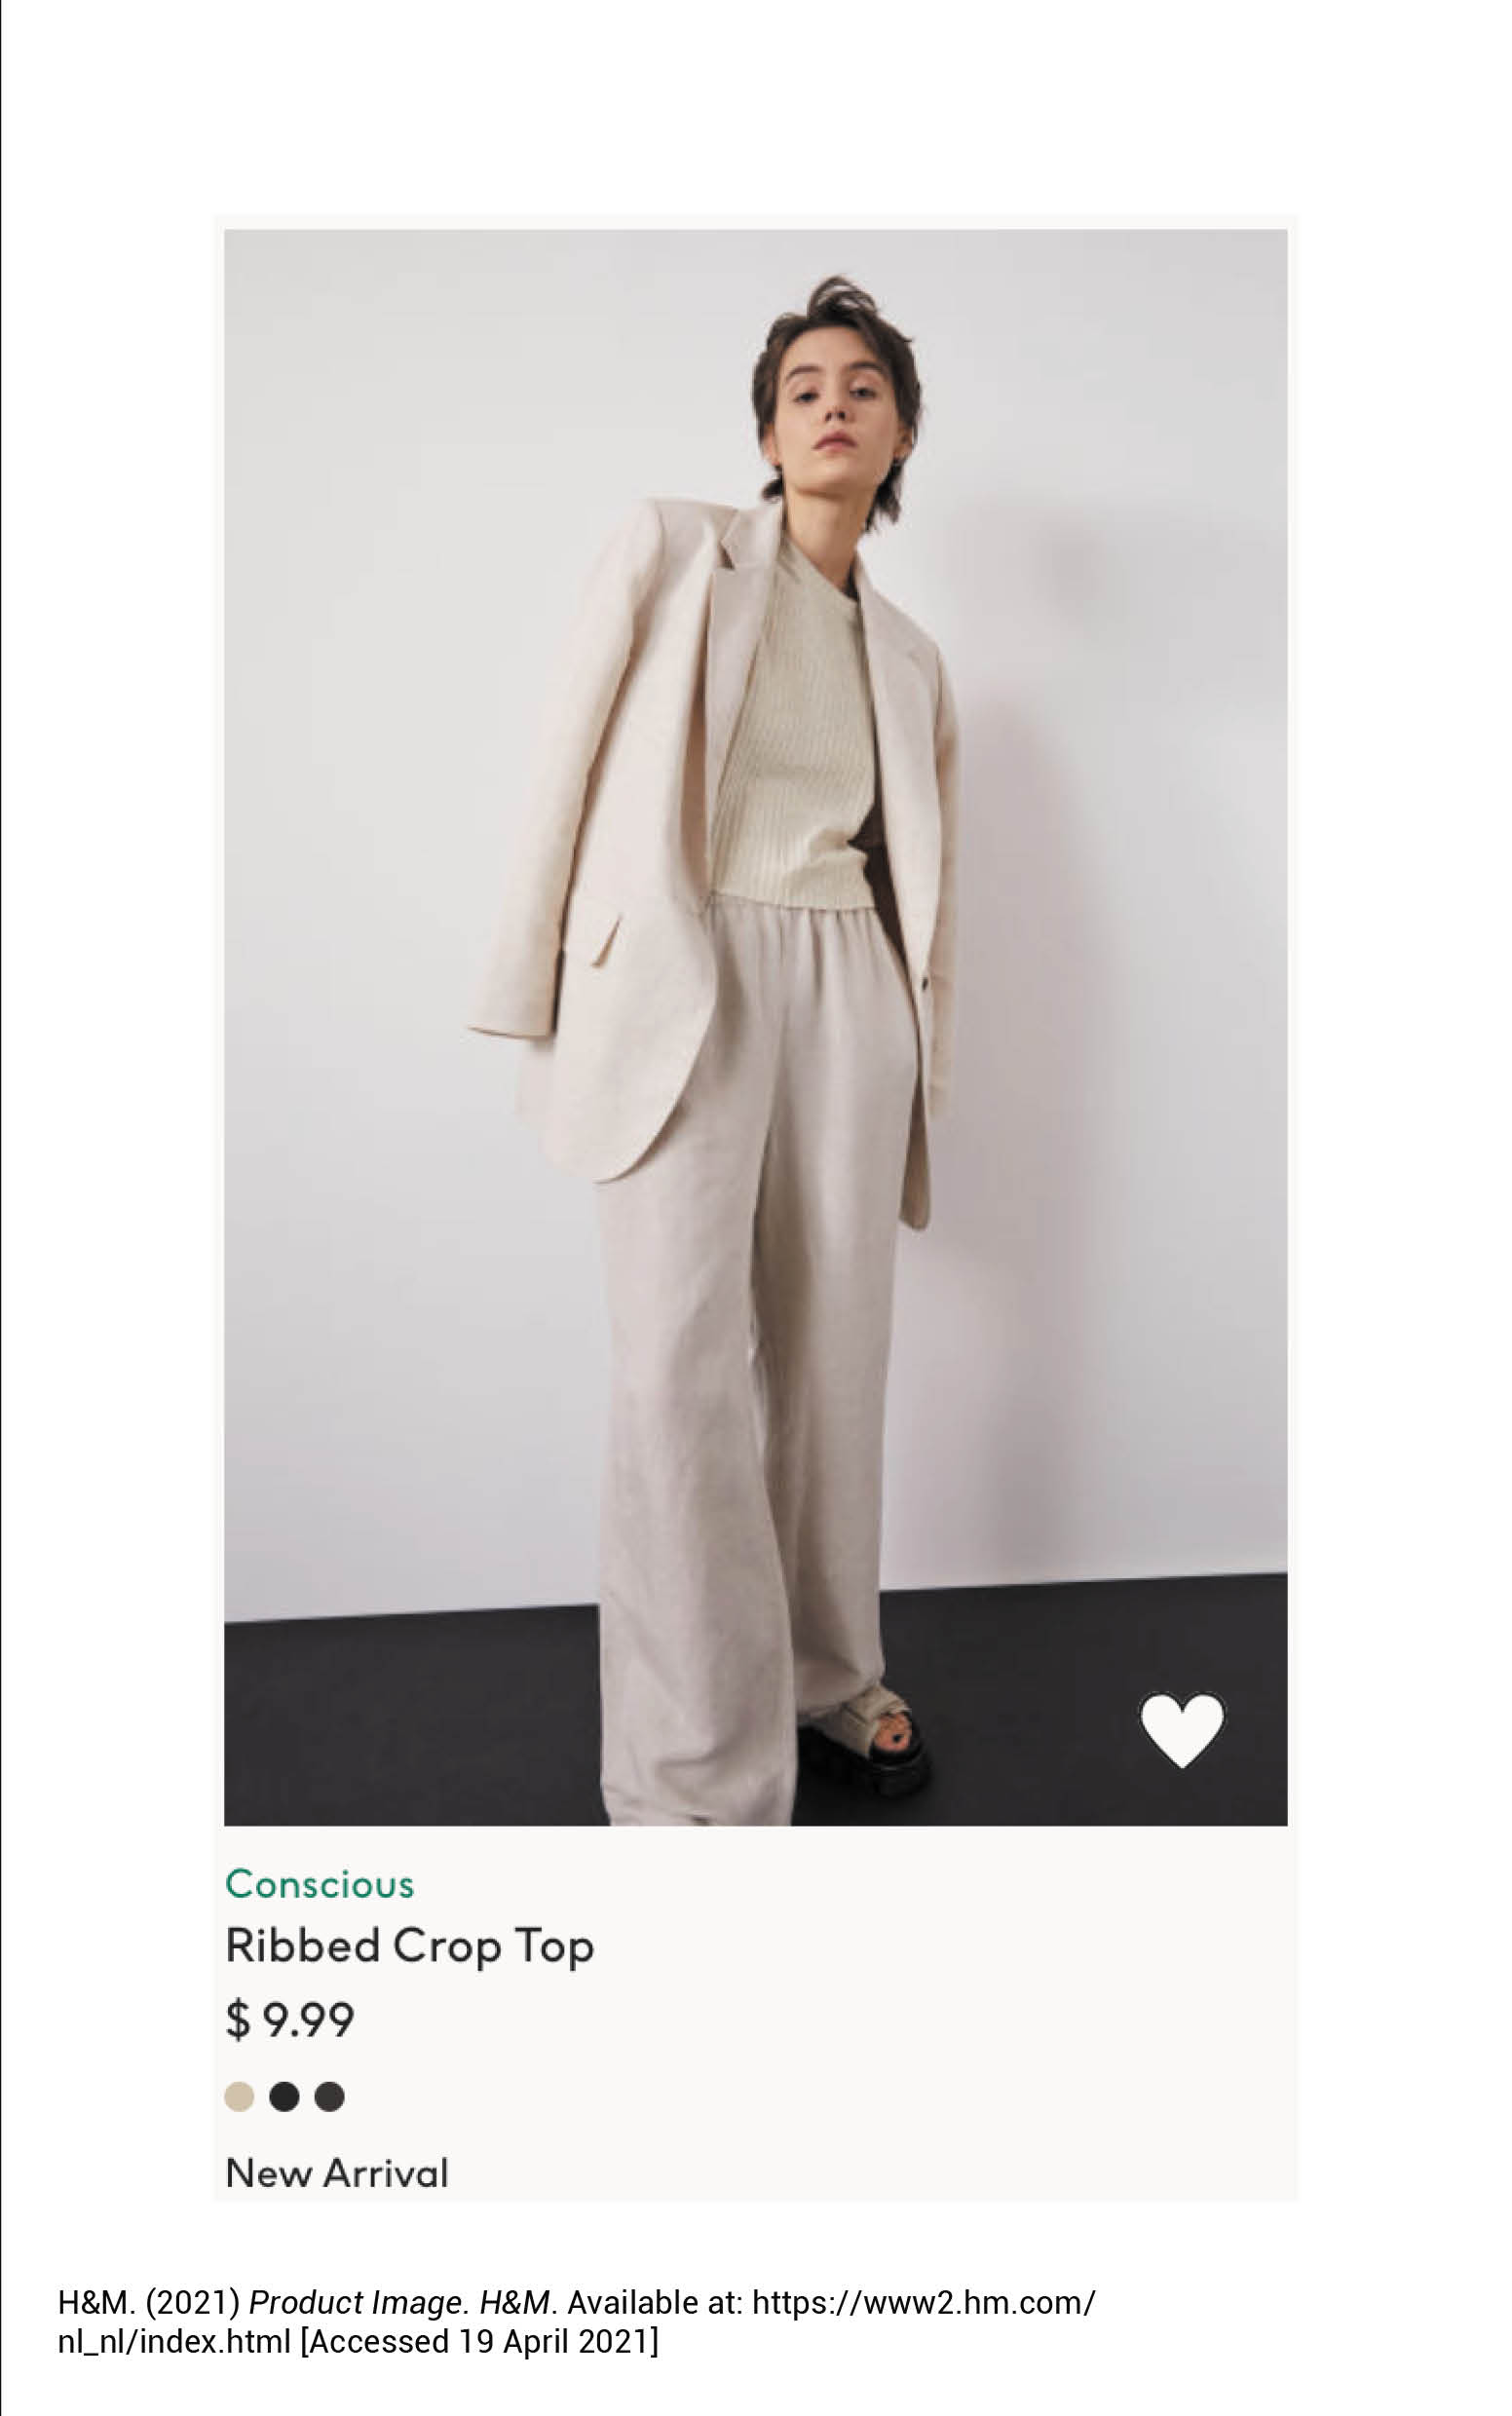 Conscious
Ribbed Crop Top
$ 9.99
New Arrival
H&M. (2021) Product Image. H&M. Available at: https://www2.hm.com/
nl_nl/index.html [Accessed 19 April 2021]